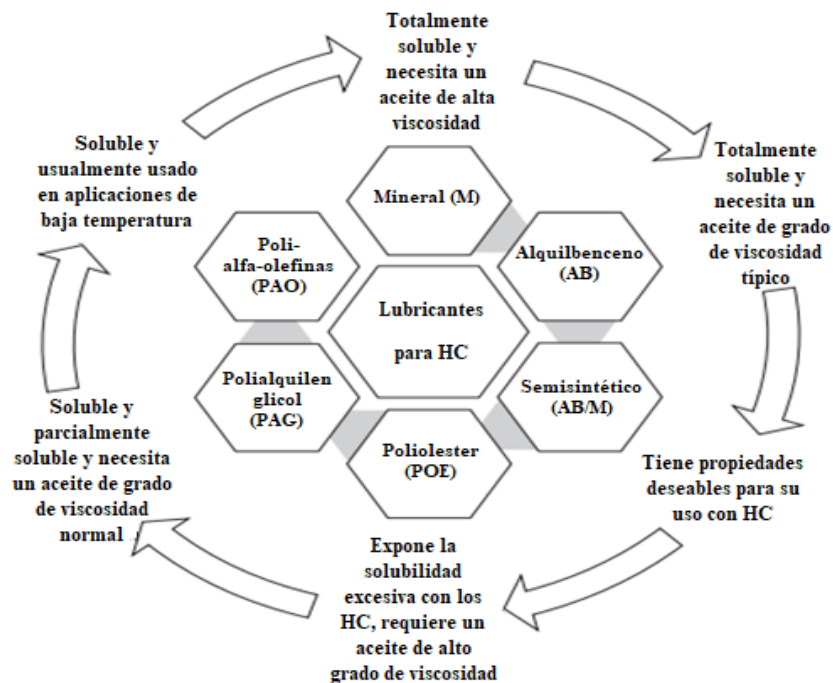 Totalmente
soluble y
necesita un
aceite de alta
viscosidad
Totalmente
soluble y
necesita un
aceite de grado
de viscosidad
típico
Tiene propiedades
deseables para su
uso con HC
Expone la
solubilidad
excesiva con los
HC, requiere un
aceite de alto
grado de viscosidad
Soluble y
parcialmente
soluble y necesita
un aceite de grado
de viscosidad
normal
Soluble y
usualmente usado
en aplicaciones de
baja temperatura
Mineral (M)
Alquilbenceno
(AB)
Semisintético
(AB/M)
Poliolester
(POE)
Polialquilen
glicol
(PAG)
Poli-
alfa-olefinas
(PAO)
Lubricantes
para HC